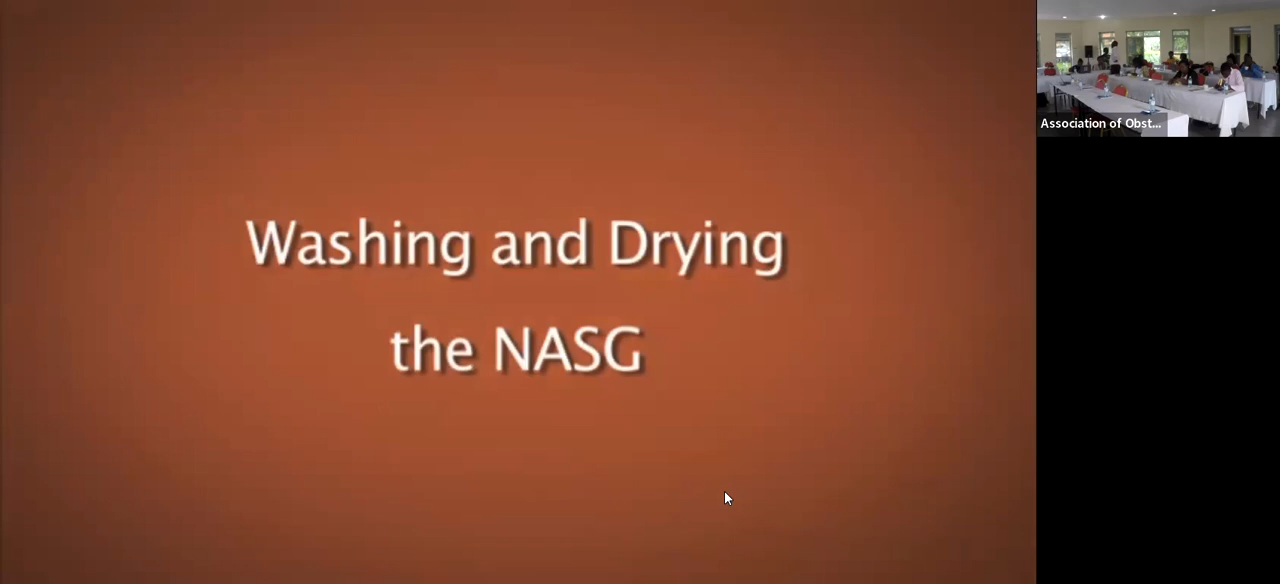 Washing and Drying
the NASG
Association of Obst...